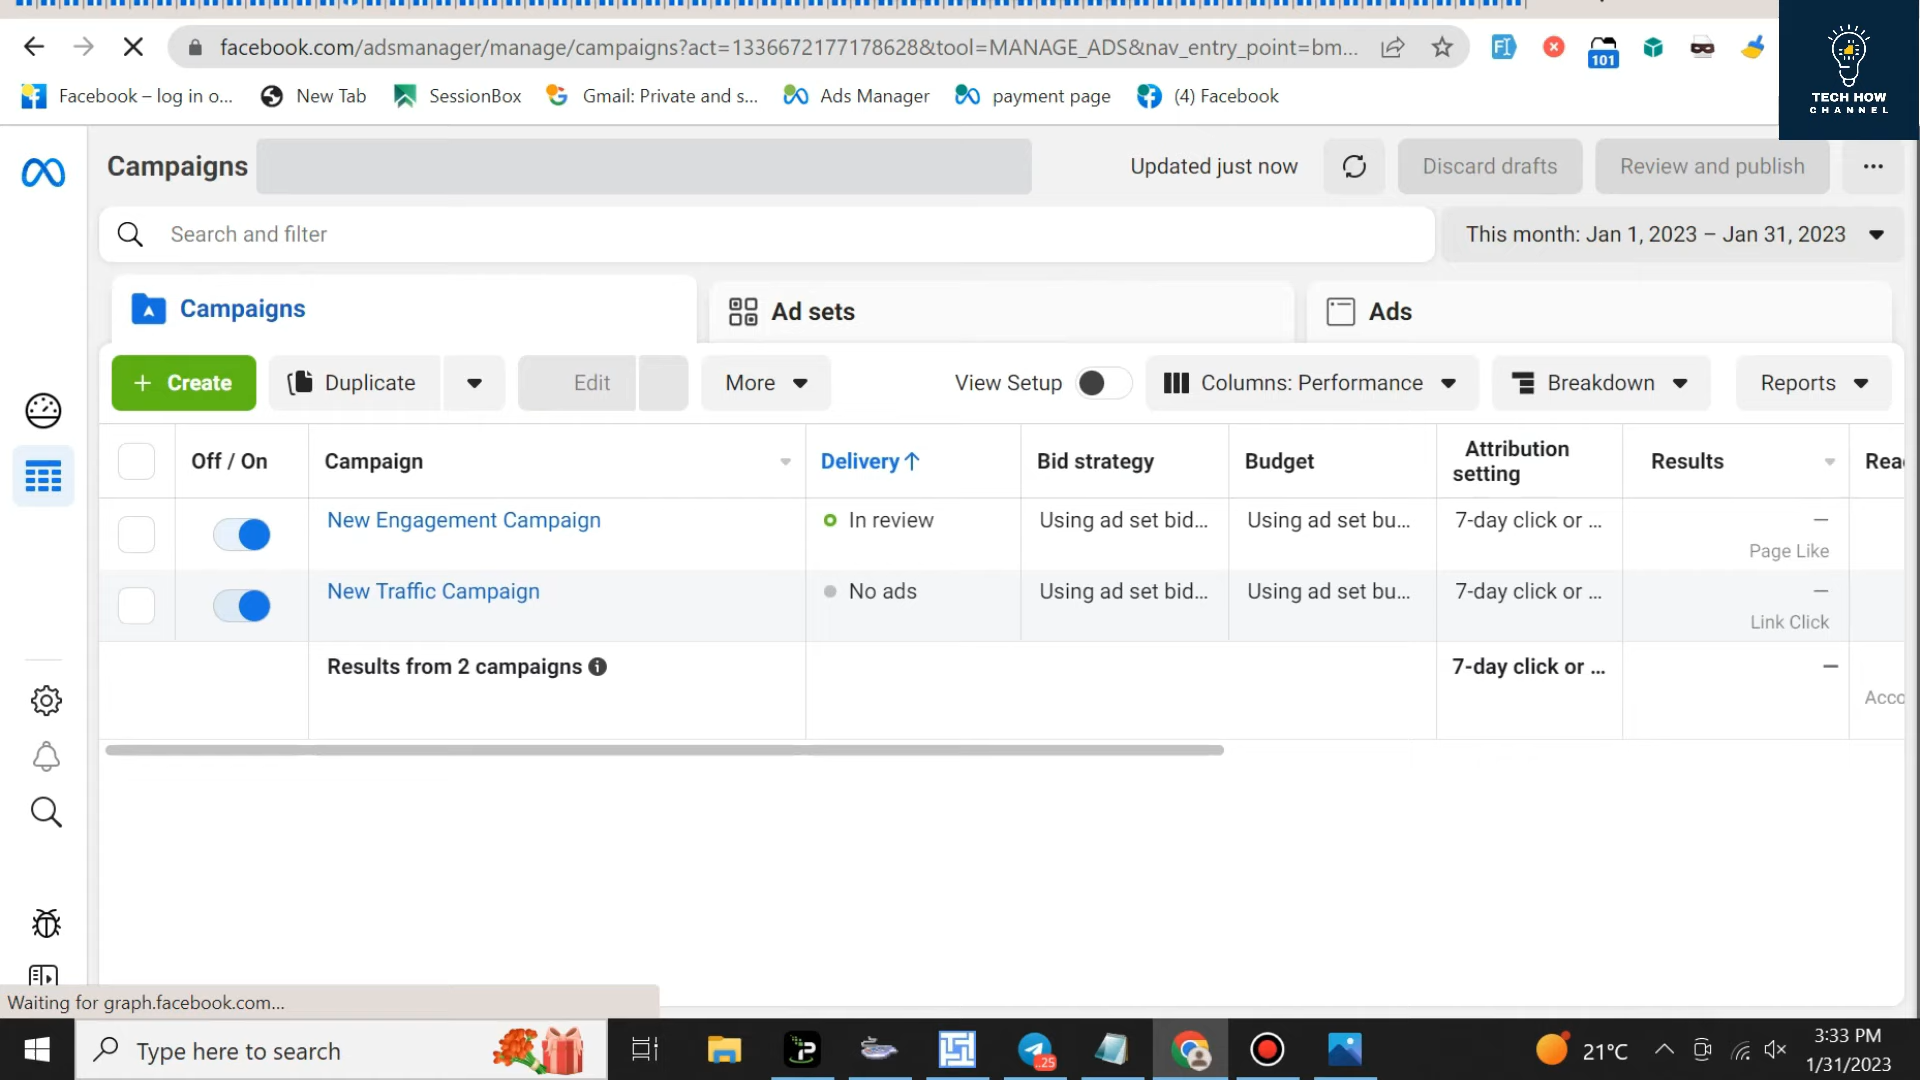 facebook.com/adsmanager/manage/campaigns?act=1336672177178628&tool=MANAGE_ADS&nav_entry_point=bm...
101
TECH HOW
CHANNEL
Facebook – log in o...
New Tab
SessionBox
Gmail: Private and s...
Ads Manager
payment page
(4) Facebook
Campaigns
Updated just now
Discard drafts
Review and publish
...
Search and filter
This month: Jan 1, 2023 – Jan 31, 2023
Campaigns
Ad sets
Ads
+ Create
Duplicate
Edit
More
View Setup
Columns: Performance
Breakdown
Reports
Off / On
Campaign
Delivery↑
Bid strategy
Budget
Attribution
setting
Results
Reac
New Engagement Campaign
In review
Using ad set bid...
Using ad set bu...
7-day click or ...
—
Page Like
New Traffic Campaign
No ads
Using ad set bid...
Using ad set bu...
7-day click or ...
—
Link Click
Results from 2 campaigns
7-day click or ...
—
Acco
Waiting for graph.facebook.com...
Type here to search
21°C
3:33 PM
1/31/2023